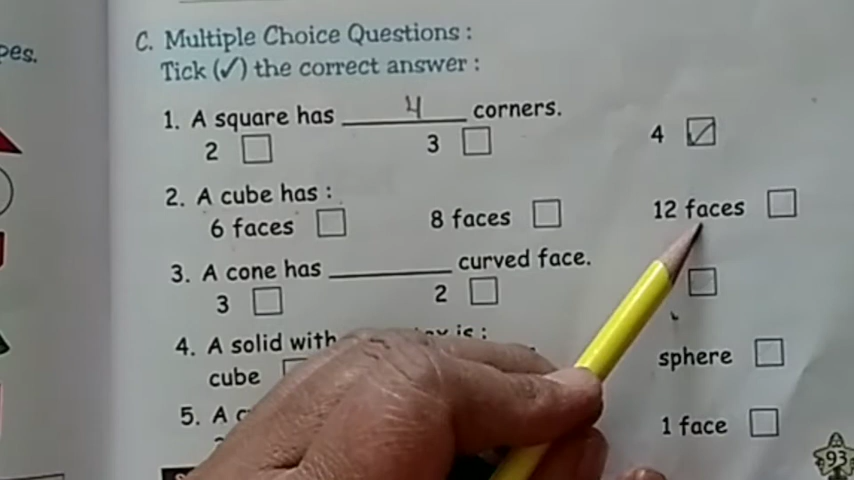 pes.
C. Multiple Choice Questions :
Tick (✓) the correct answer :
1. A square has 4 corners.
2 3 4 ✓
2. A cube has :
6 faces 8 faces 12 faces
3. A cone has ________ curved face.
3 2
4. A solid with is :
cube sphere
5. A
1 face
93